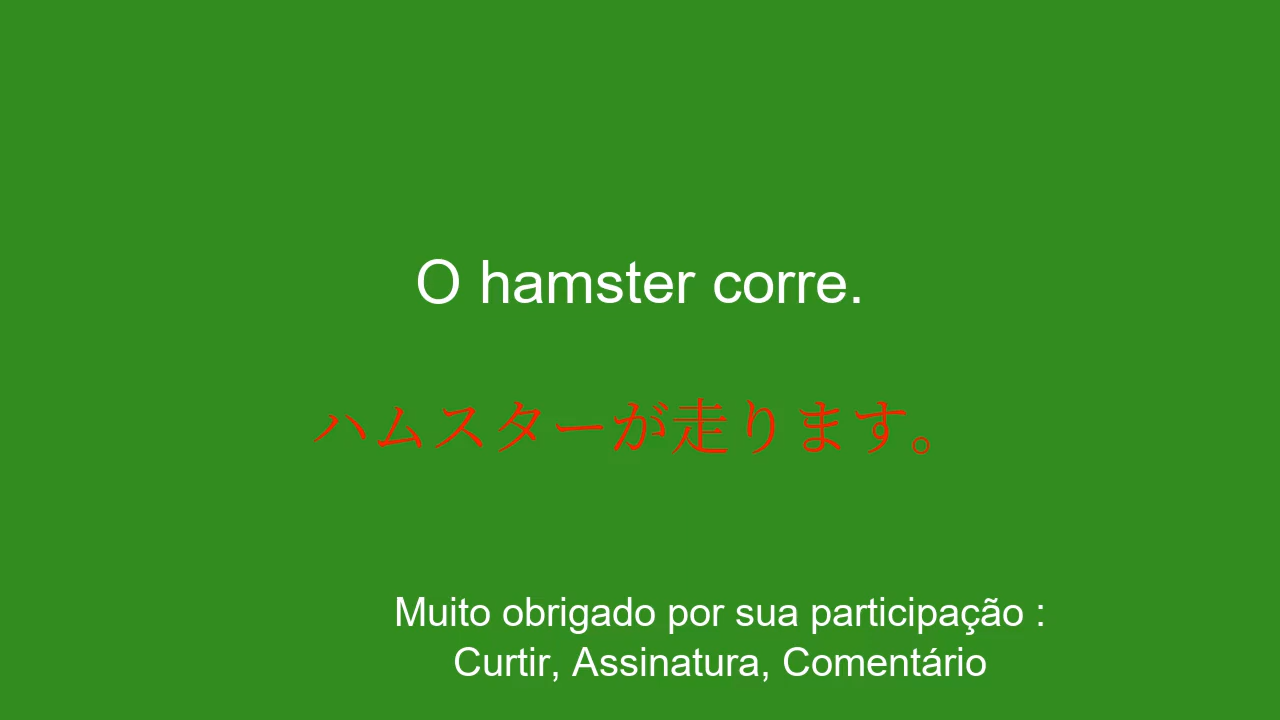 O hamster corre.
ハムスターが走ります。
Muito obrigado por sua participação :
Curtir, Assinatura, Comentário